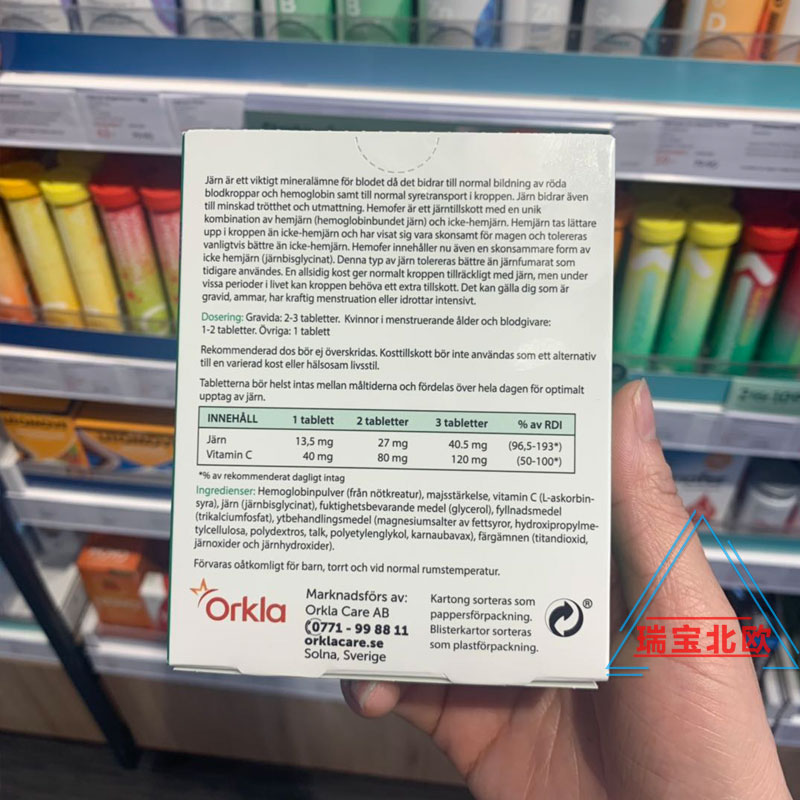 Järn är ett viktigt mineralämne för blodet då det bidrar till normal bildning av röda
blodkroppar och hemoglobin samt till normal syretransport i kroppen. Järn bidrar även
till minskad trötthet och utmattning. Hemofer är ett järntillskott med en unik
kombination av hemjärn (hemoglobinbundet järn) och icke-hemjärn. Hemjärn tas lättare
upp i kroppen än icke-hemjärn och har visat sig vara skonsamt för magen och tolereras
vanligtvis bättre än icke-hemjärn. Hemofer innehåller nu även en skonsammare form av
icke hemjärn (järnbisglycinat). Denna typ av järn tolereras bättre än järnfumarat som
tidigare användes. En allsidig kost ger normalt kroppen tillräckligt med järn, men under
vissa perioder i livet kan kroppen behöva ett extra tillskott. Det kan gälla dig som är
gravid, ammar, har kraftig menstruation eller idrottar intensivt.
Dosering: Gravida: 2-3 tabletter. Kvinnor i menstruerande ålder och blodgivare:
1-2 tabletter. Övriga: 1 tablett
Rekommenderad dos bör ej överskridas. Kosttillskott bör inte användas som ett alternativ
till en varierad kost eller hälsosam livsstil.
Tabletterna bör helst intas mellan måltiderna och fördelas över hela dagen för optimalt
upptag av järn.
INNEHÅLL 1 tablett 2 tabletter 3 tabletter % av RDI
Järn 13,5 mg 27 mg 40.5 mg (96,5-193*)
Vitamin C 40 mg 80 mg 120 mg (50-100*)
*% av rekommenderat dagligt intag
Ingredienser: Hemoglobinpulver (från nötkreatur), majsstärkelse, vitamin C (L-askorbin-
syra), järn (järnbisglycinat), fuktighetsbevarande medel (glycerol), fyllnadsmedel
(trikalciumfosfat), ytbehandlingsmedel (magnesiumsalter av fettsyror, hydroxipropylme-
tylcellulosa, polydextros, talk, polyetylenglykol, karnaubavax), färgämnen (titandioxid,
järnoxider och järnhydroxider).
Förvaras oåtkomligt för barn, torrt och vid normal rumstemperatur.
Orkla
Marknadsförs av:
Orkla Care AB
0771 - 99 88 11
orklacare.se
Solna, Sverige
Kartong sorteras som
pappersförpackning.
Blisterkartor sorteras
som plastförpackning.
®
瑞宝北欧